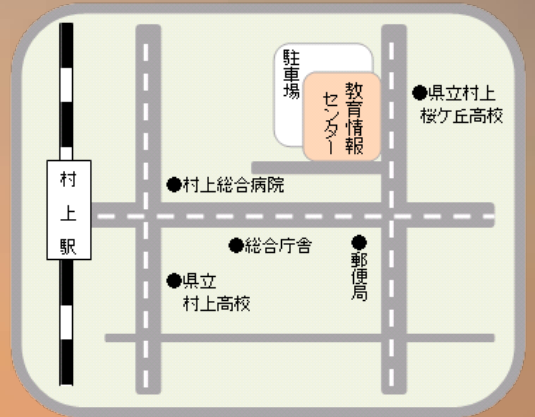 駐車場
教育情報
センター
●県立村上
桜ケ丘高校
村上駅
●村上総合病院
●総合庁舎
●郵便局
●県立
村上高校